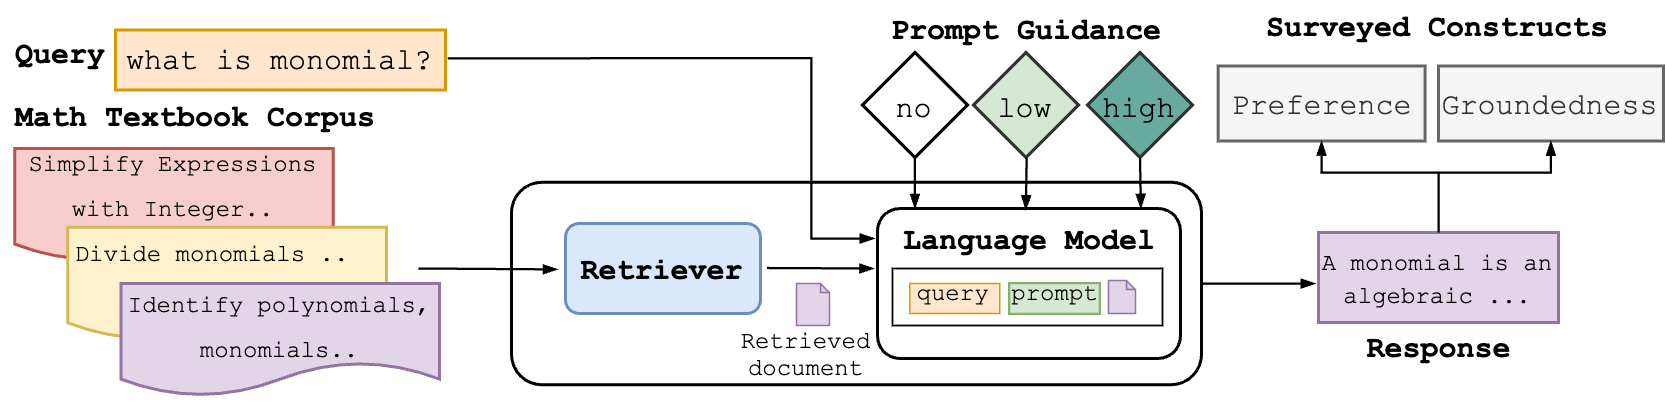 Query
what is monomial?
Math Textbook Corpus
Simplify Expressions
with Integer..
Divide monomials ..
Identify polynomials,
monomials..
Retriever
Retrieved
document
Prompt Guidance
no
low
high
Language Model
query
prompt
Surveyed Constructs
Preference
Groundedness
A monomial is an
algebraic ...
Response